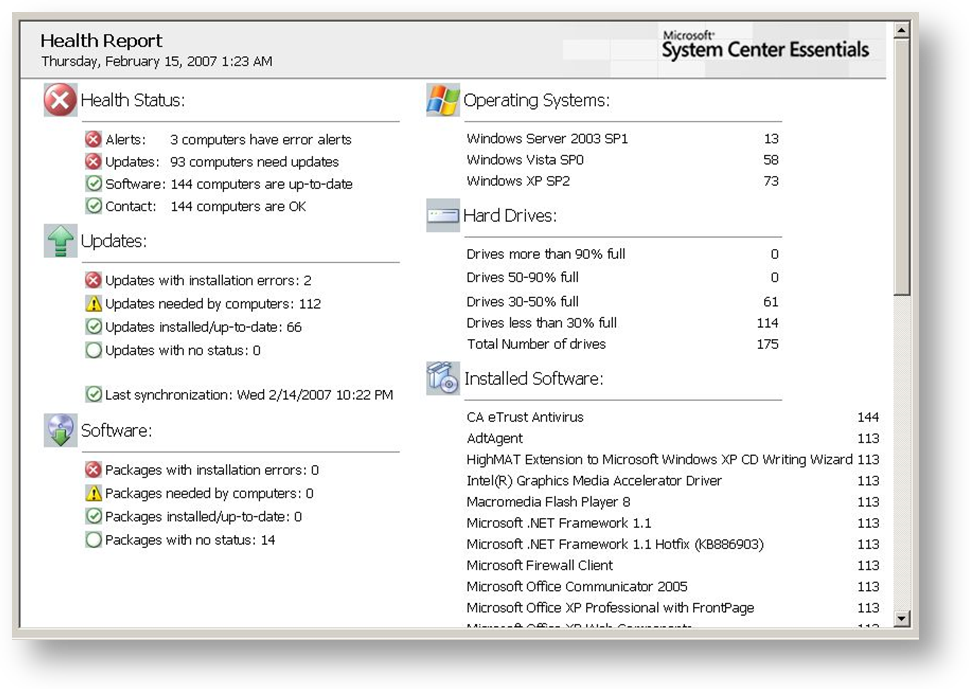 Health Report
Thursday, February 15, 2007 1:23 AM
Microsoft
System Center Essentials
Health Status:
Alerts: 3 computers have error alerts
Updates: 93 computers need updates
Software: 144 computers are up-to-date
Contact: 144 computers are OK
Updates:
Updates with installation errors: 2
Updates needed by computers: 112
Updates installed/up-to-date: 66
Updates with no status: 0
Last synchronization: Wed 2/14/2007 10:22 PM
Software:
Packages with installation errors: 0
Packages needed by computers: 0
Packages installed/up-to-date: 0
Packages with no status: 14
Operating Systems:
Windows Server 2003 SP1 13
Windows Vista SP0 58
Windows XP SP2 73
Hard Drives:
Drives more than 90% full 0
Drives 50-90% full 0
Drives 30-50% full 61
Drives less than 30% full 114
Total Number of drives 175
Installed Software:
CA eTrust Antivirus 144
AdtAgent 113
HighMAT Extension to Microsoft Windows XP CD Writing Wizard 113
Intel(R) Graphics Media Accelerator Driver 113
Macromedia Flash Player 8 113
Microsoft .NET Framework 1.1 113
Microsoft .NET Framework 1.1 Hotfix (KB886903) 113
Microsoft Firewall Client 113
Microsoft Office Communicator 2005 113
Microsoft Office XP Professional with FrontPage 113
Microsoft Office XP Web Components 113